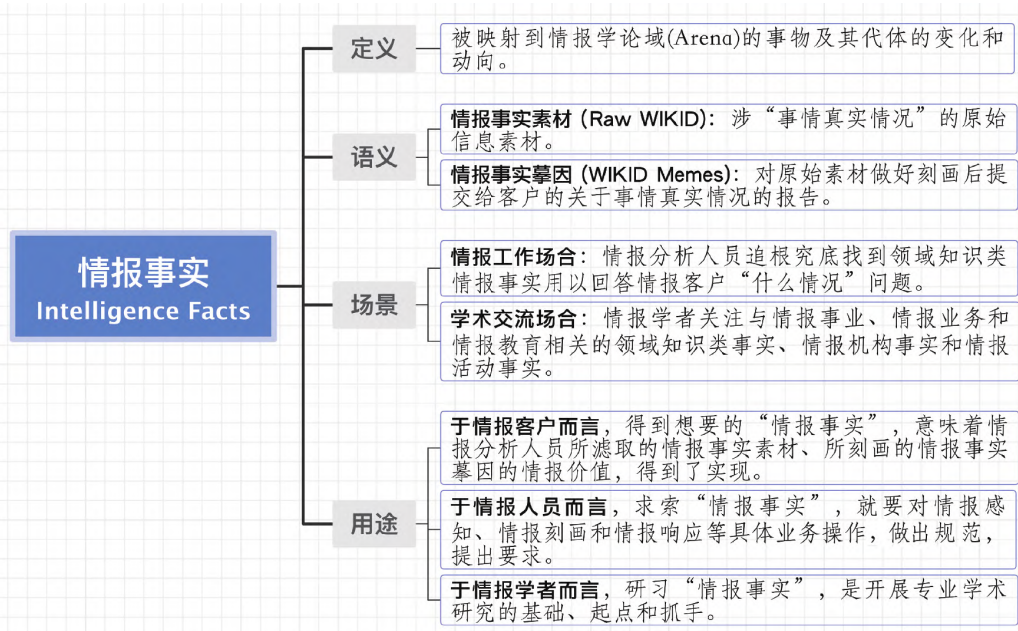 情报事实
Intelligence Facts
定义
被映射到情报学论域(Arena)的事物及其代体的变化和
动向。
语义
情报事实素材 (Raw WIKID)：涉“事情真实情况”的原始
信息素材。
情报事实摹因 (WIKID Memes)：对原始素材做好刻画后提
交给客户的关于事情真实情况的报告。
场景
情报工作场合：情报分析人员追根究底找到领域知识类
情报事实用以回答情报客户“什么情况”问题。
学术交流场合：情报学者关注与情报事业、情报业务和
情报教育相关的领域知识类事实、情报机构事实和情报
活动事实。
用途
于情报客户而言，得到想要的“情报事实”，意味着情
报分析人员所滤取的情报事实素材、所刻画的情报事实
摹因的情报价值，得到了实现。
于情报人员而言，求索“情报事实”，就要对情报感
知、情报刻画和情报响应等具体业务操作，做出规范，
提出要求。
于情报学者而言，研习“情报事实”，是开展专业学术
研究的基础、起点和抓手。